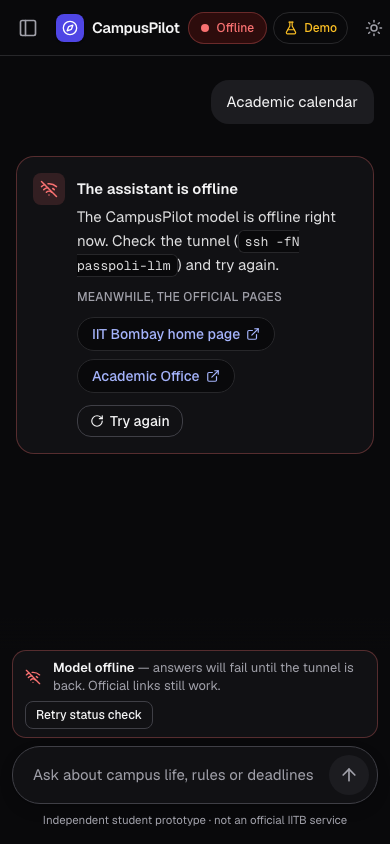 CampusPilot
Offline
Demo
Academic calendar
The assistant is offline
The CampusPilot model is offline right
now. Check the tunnel (ssh -fN
passpoli-llm) and try again.
MEANWHILE, THE OFFICIAL PAGES
IIT Bombay home page
Academic Office
Try again
Model offline — answers will fail until the tunnel is
back. Official links still work.
Retry status check
Ask about campus life, rules or deadlines
Independent student prototype · not an official IITB service